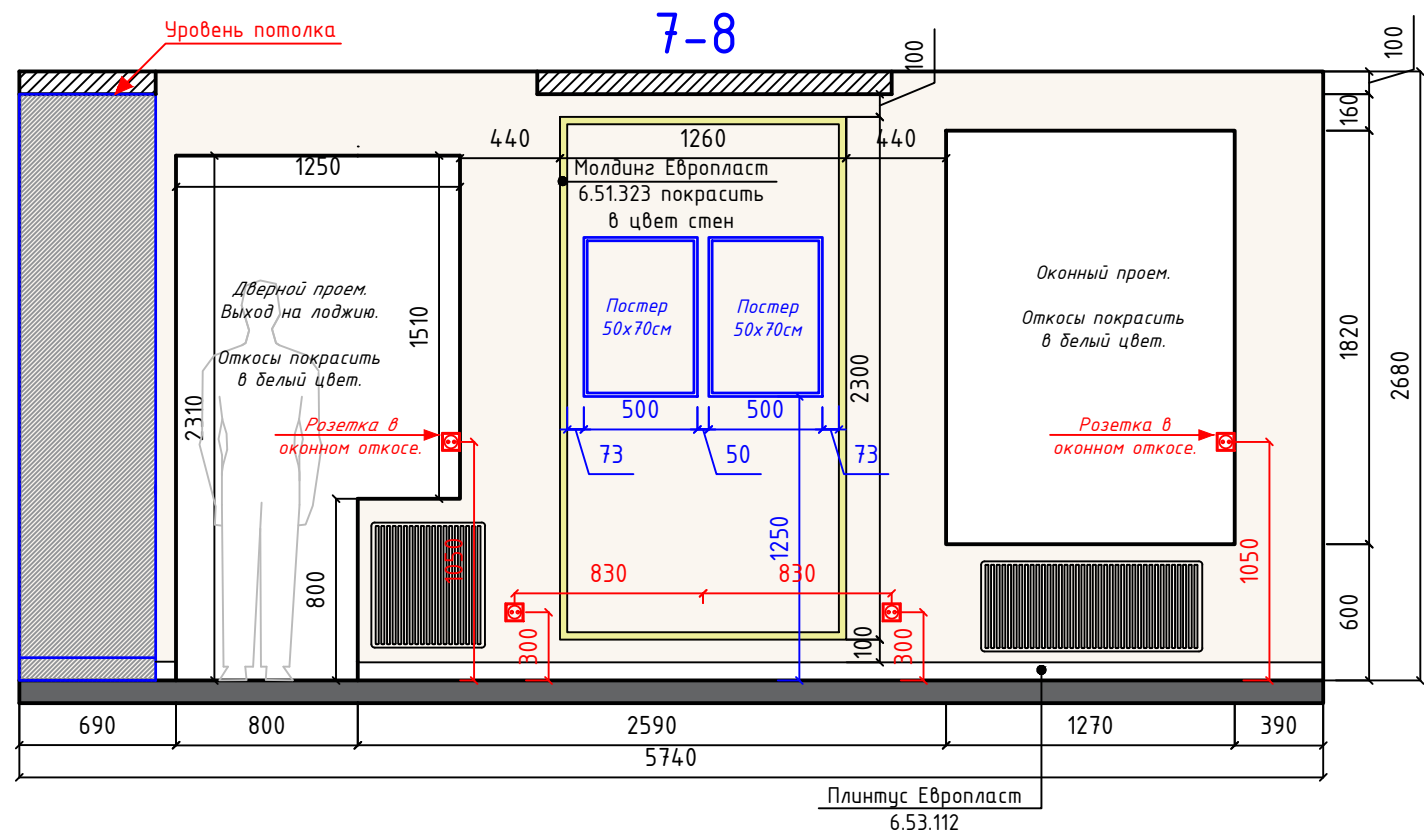 7-8
Уровень потолка
100
100
160
440
1260
440
1250
Молдинг Европласт
6.51.323 покрасить
в цвет стен
Дверной проем.
Выход на лоджию.
Откосы покрасить
в белый цвет.
1510
2310
Постер
50х70см
Постер
50х70см
Оконный проем.
Откосы покрасить
в белый цвет.
1820
2680
2300
500
500
73
50
73
Розетка в
оконном откосе.
Розетка в
оконном откосе.
1050
1250
1050
800
830
830
600
300
100
300
690
800
2590
1270
390
5740
Плинтус Европласт
6.53.112